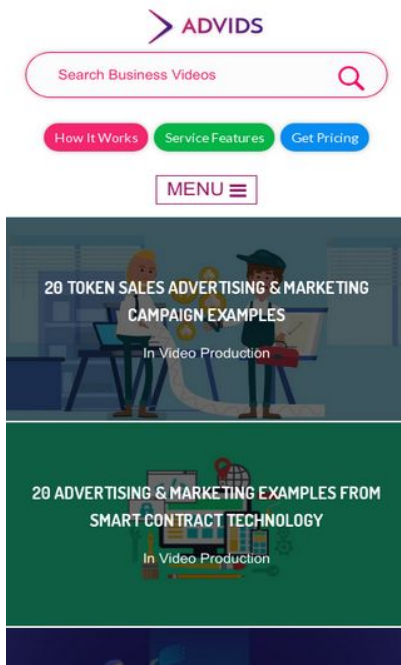 ADVIDS
Search Business Videos
How It Works Service Features Get Pricing
MENU
20 TOKEN SALES ADVERTISING & MARKETING
CAMPAIGN EXAMPLES
In Video Production
20 ADVERTISING & MARKETING EXAMPLES FROM
SMART CONTRACT TECHNOLOGY
In Video Production